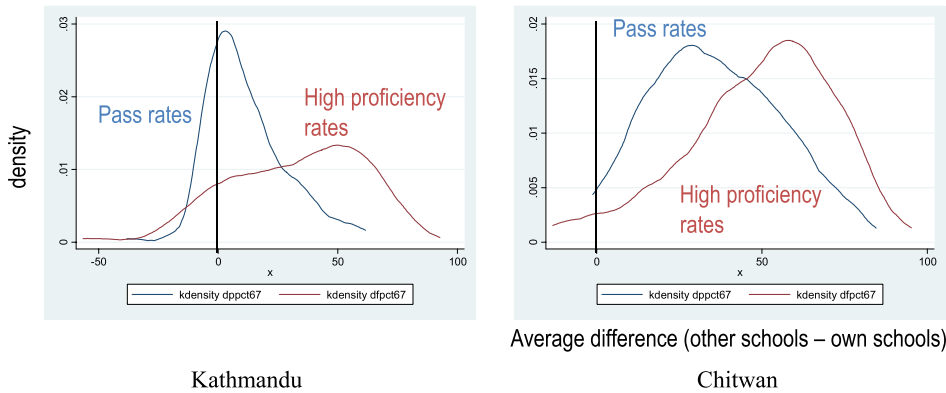 density
.03
.02
.01
0
Pass rates
High proficiency
rates
-50 0 50 100
x
kdensity dppct67 kdensity dfpct67
Kathmandu
.02
.015
.01
.005
0
Pass rates
High proficiency
rates
0 50 100
x
kdensity dppct67 kdensity dfpct67
Average difference (other schools – own schools)
Chitwan